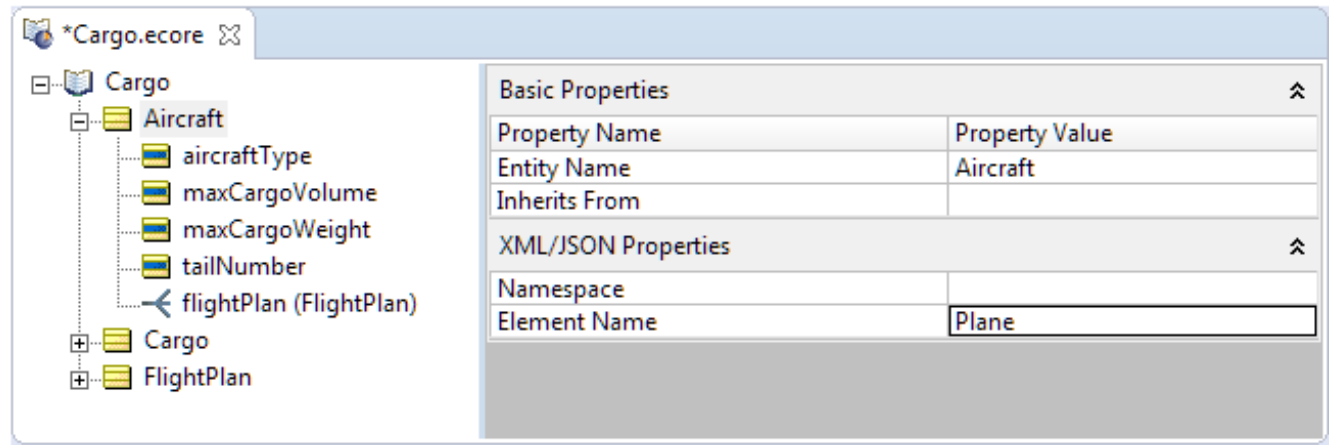 *Cargo.ecore
Cargo
Aircraft
aircraftType
maxCargoVolume
maxCargoWeight
tailNumber
flightPlan (FlightPlan)
Cargo
FlightPlan
Basic Properties
Property Name Property Value
Entity Name Aircraft
Inherits From
XML/JSON Properties
Namespace
Element Name Plane